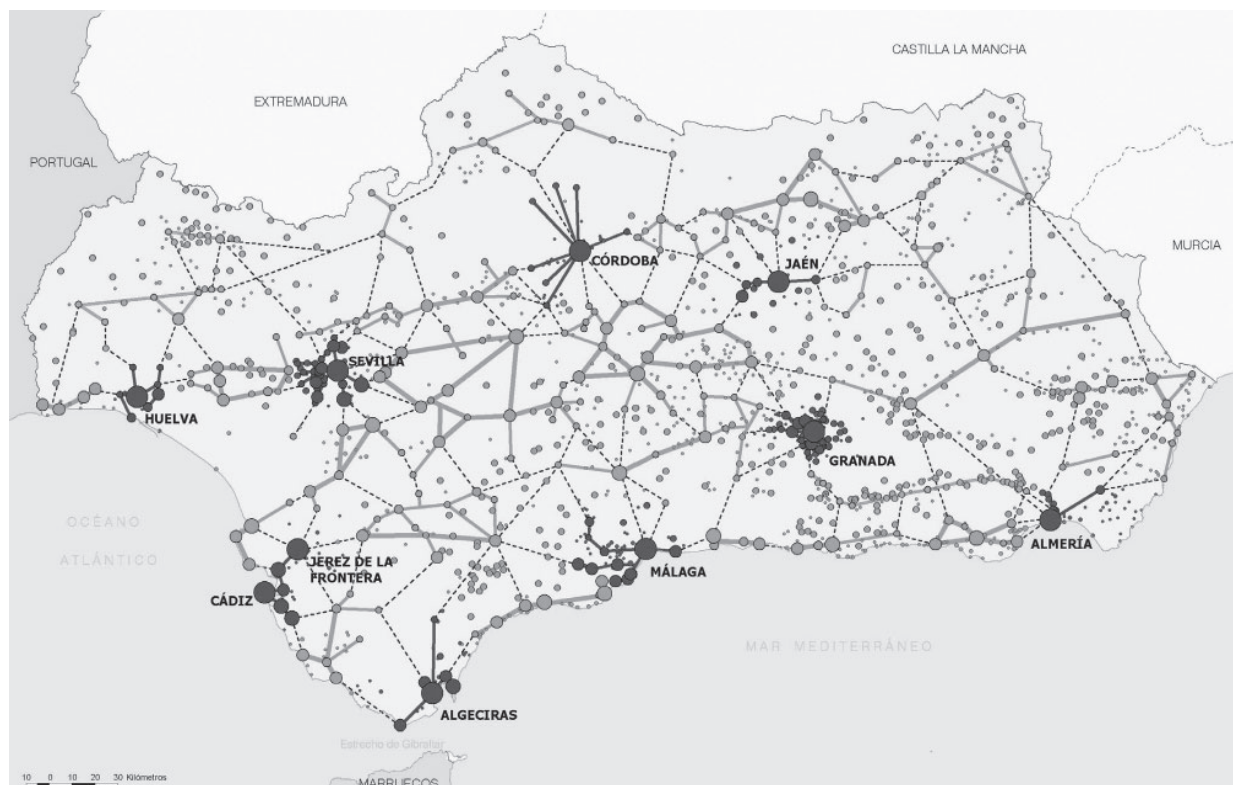 CASTILLA LA MANCHA
EXTREMADURA
PORTUGAL
MURCIA
CÓRDOBA
JAÉN
SEVILLA
HUELVA
GRANADA
OCÉANO
ATLÁNTICO
JEREZ DE LA
FRONTERA
ALMERÍA
MÁLAGA
CÁDIZ
MAR MEDITERRÁNEO
ALGECIRAS
Estrecho de Gibraltar
10 0 10 20 30 Kilómetros
MARRUECOS